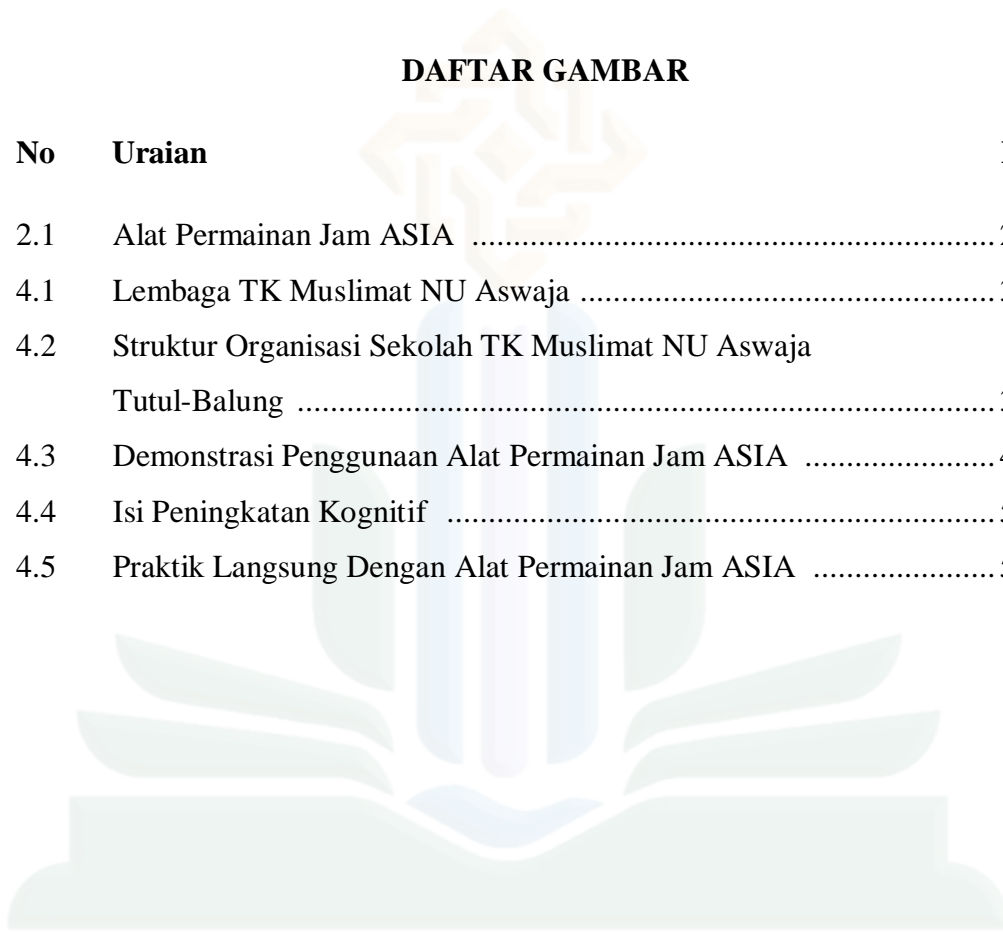 DAFTAR GAMBAR
No Uraian
2.1 Alat Permainan Jam ASIA ................................................................
4.1 Lembaga TK Muslimat NU Aswaja ...................................................
4.2 Struktur Organisasi Sekolah TK Muslimat NU Aswaja
Tutul-Balung .....................................................................................
4.3 Demonstrasi Penggunaan Alat Permainan Jam ASIA .......................
4.4 Isi Peningkatan Kognitif ...................................................................
4.5 Praktik Langsung Dengan Alat Permainan Jam ASIA ......................